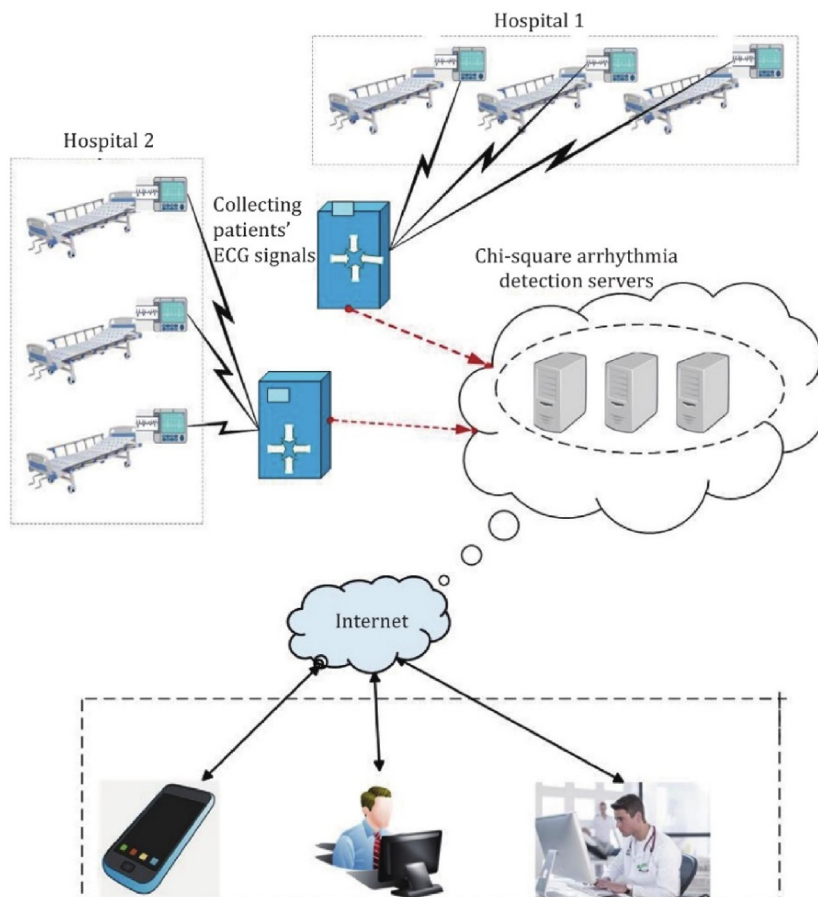 Hospital 1
Hospital 2
Collecting
patients’
ECG signals
Chi-square arrhythmia
detection servers
Internet